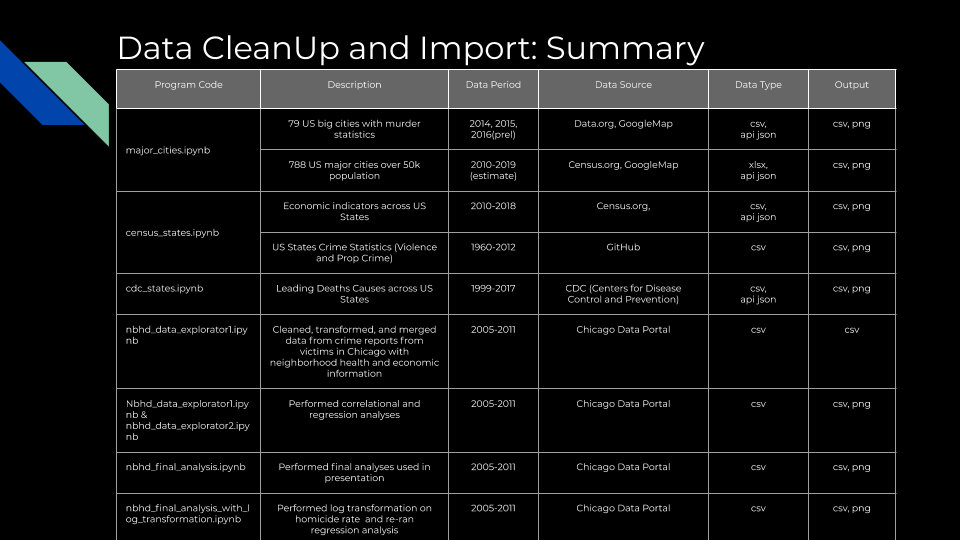 Data CleanUp and Import: Summary
Program Code
Description
Data Period
Data Source
Data Type
Output
major_cities.ipynb
79 US big cities with murder
statistics
2014, 2015,
2016(prel)
Data.org, GoogleMap
csv,
api json
csv, png
788 US major cities over 50k
population
2010-2019
(estimate)
Census.org, GoogleMap
xlsx,
api json
csv, png
census_states.ipynb
Economic indicators across US
States
2010-2018
Census.org,
csv,
api json
csv, png
US States Crime Statistics (Violence
and Prop Crime)
1960-2012
GitHub
csv
csv, png
cdc_states.ipynb
Leading Deaths Causes across US
States
1999-2017
CDC (Centers for Disease
Control and Prevention)
csv,
api json
csv, png
nbhd_data_explorator1.ipy
nb
Cleaned, transformed, and merged
data from crime reports from
victims in Chicago with
neighborhood health and economic
information
2005-2011
Chicago Data Portal
csv
csv
Nbhd_data_explorator1.ipy
nb &
nbhd_data_explorator2.ipy
nb
Performed correlational and
regression analyses
2005-2011
Chicago Data Portal
csv
csv, png
nbhd_final_analysis.ipynb
Performed final analyses used in
presentation
2005-2011
Chicago Data Portal
csv
csv, png
nbhd_final_analysis_with_l
og_transformation.ipynb
Performed log transformation on
homicide rate and re-ran
regression analysis
2005-2011
Chicago Data Portal
csv
csv, png